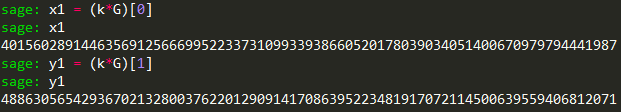 sage: x1 = (k*G)[0]
sage: x1
40156028914463569125666995223373109933938660520178039034051400670979794441987
sage: y1 = (k*G)[1]
sage: y1
48863056542936702132800376220129091417086395223481917072114500639559406812071